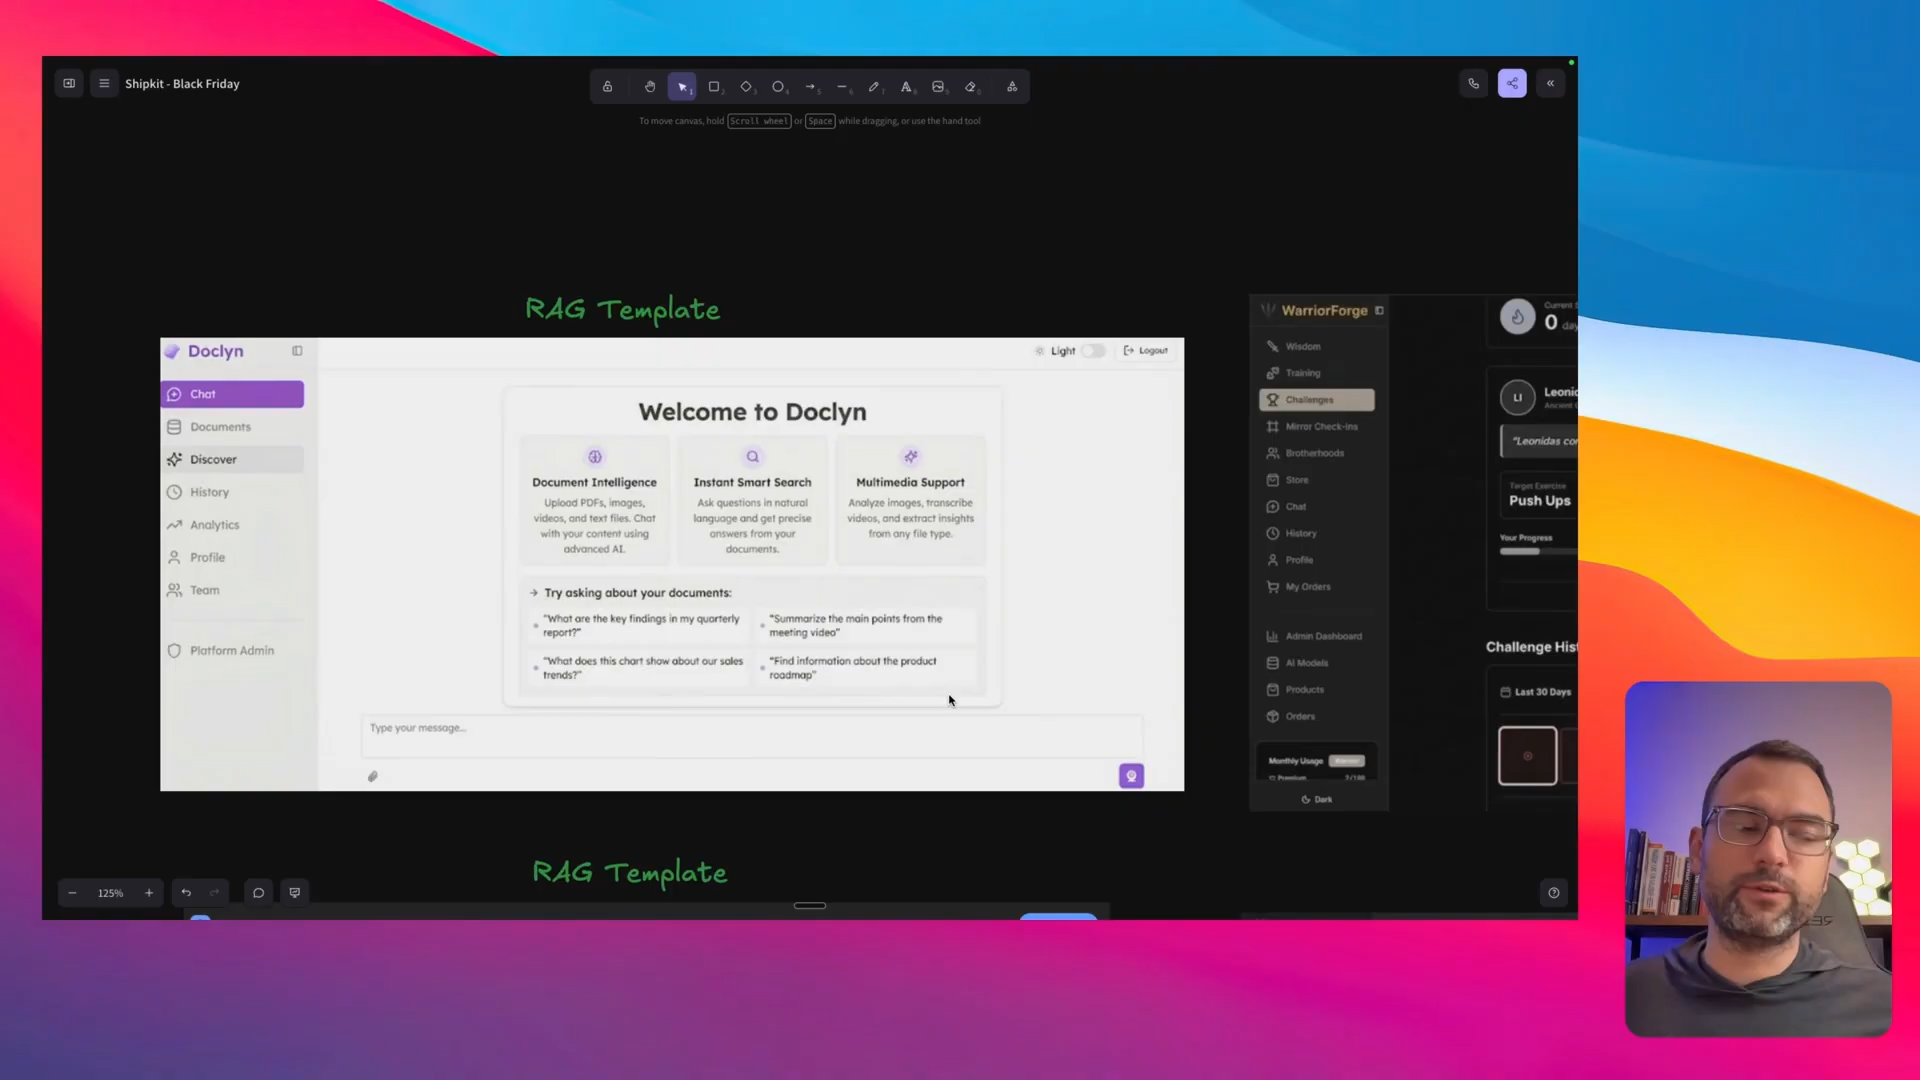 Shipkit - Black Friday
To move canvas, hold Scroll wheel or Space while dragging, or use the hand tool
RAG Template
Doclyn
Light
Logout
Chat
Documents
Discover
History
Analytics
Profile
Team
Platform Admin
Welcome to Doclyn
Document Intelligence
Upload PDFs, images,
videos, and text files. Chat
with your content using
advanced AI.
Instant Smart Search
Ask questions in natural
language and get precise
answers from your
documents.
Multimedia Support
Analyze images, transcribe
videos, and extract insights
from any file type.
→ Try asking about your documents:
"What are the key findings in my quarterly
report?"
"Summarize the main points from the
meeting video"
"What does this chart show about our sales
trends?"
"Find information about the product
roadmap"
Type your message...
WarriorForge
Wisdom
Training
Challenges
Mirror Check-ins
Brotherhoods
Store
Chat
History
Profile
My Orders
Admin Dashboard
AI Models
Products
Orders
Monthly Usage
Premium
Dark
Current
0
LI
Ancient
"Leonidas
Target Exercise
Push Ups
Your Progress
Last 30 Days
RAG Template
125%